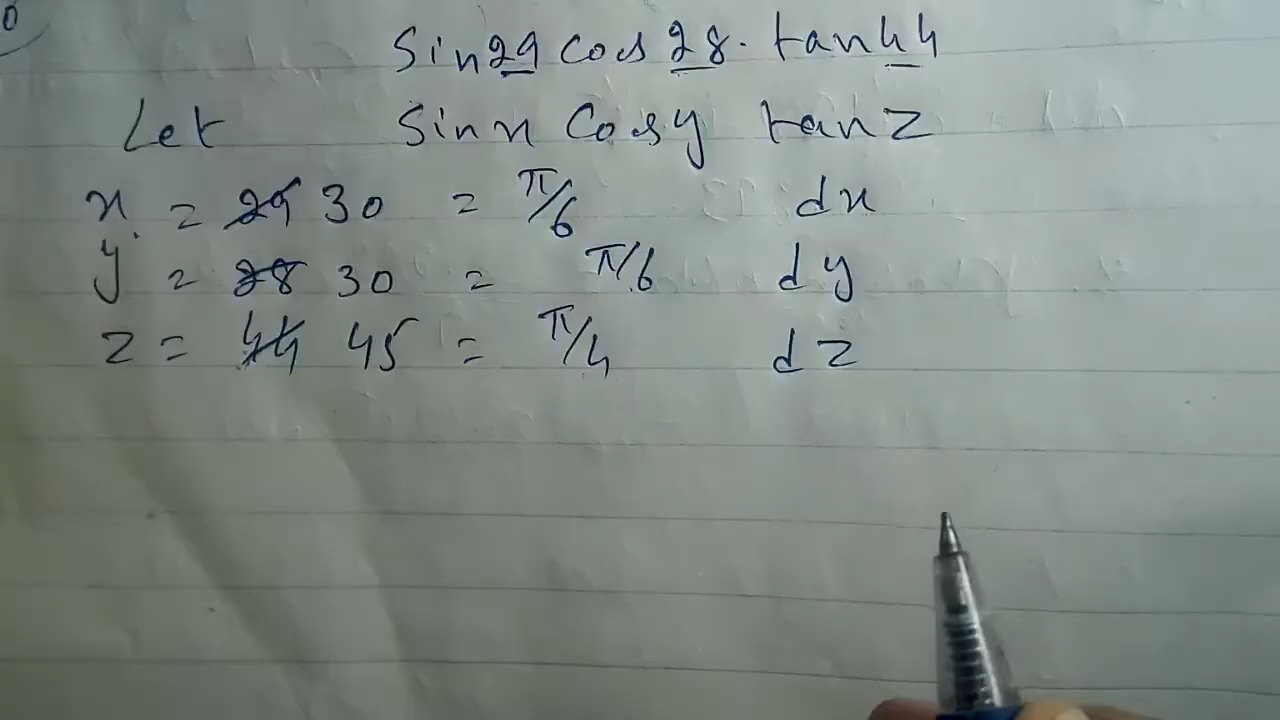 0
Sin29 Cos 28. tan44
Let Sinx Cosy tanz
x = 29 30 = π/6 dx
y = 28 30 = π/6 dy
z = 44 45 = π/4 dz